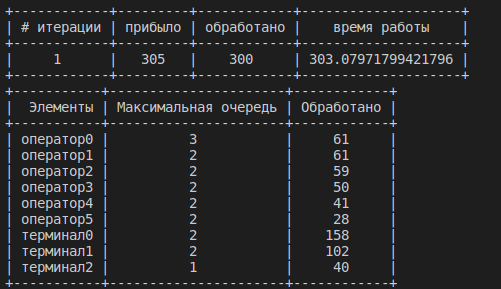 # итерации | прибыло | обработано | время работы
1 | 305 | 300 | 303.07971799421796
Элементы | Максимальная очередь | Обработано
оператор0 | 3 | 61
оператор1 | 2 | 61
оператор2 | 2 | 59
оператор3 | 2 | 50
оператор4 | 2 | 41
оператор5 | 2 | 28
терминал0 | 2 | 158
терминал1 | 2 | 102
терминал2 | 1 | 40